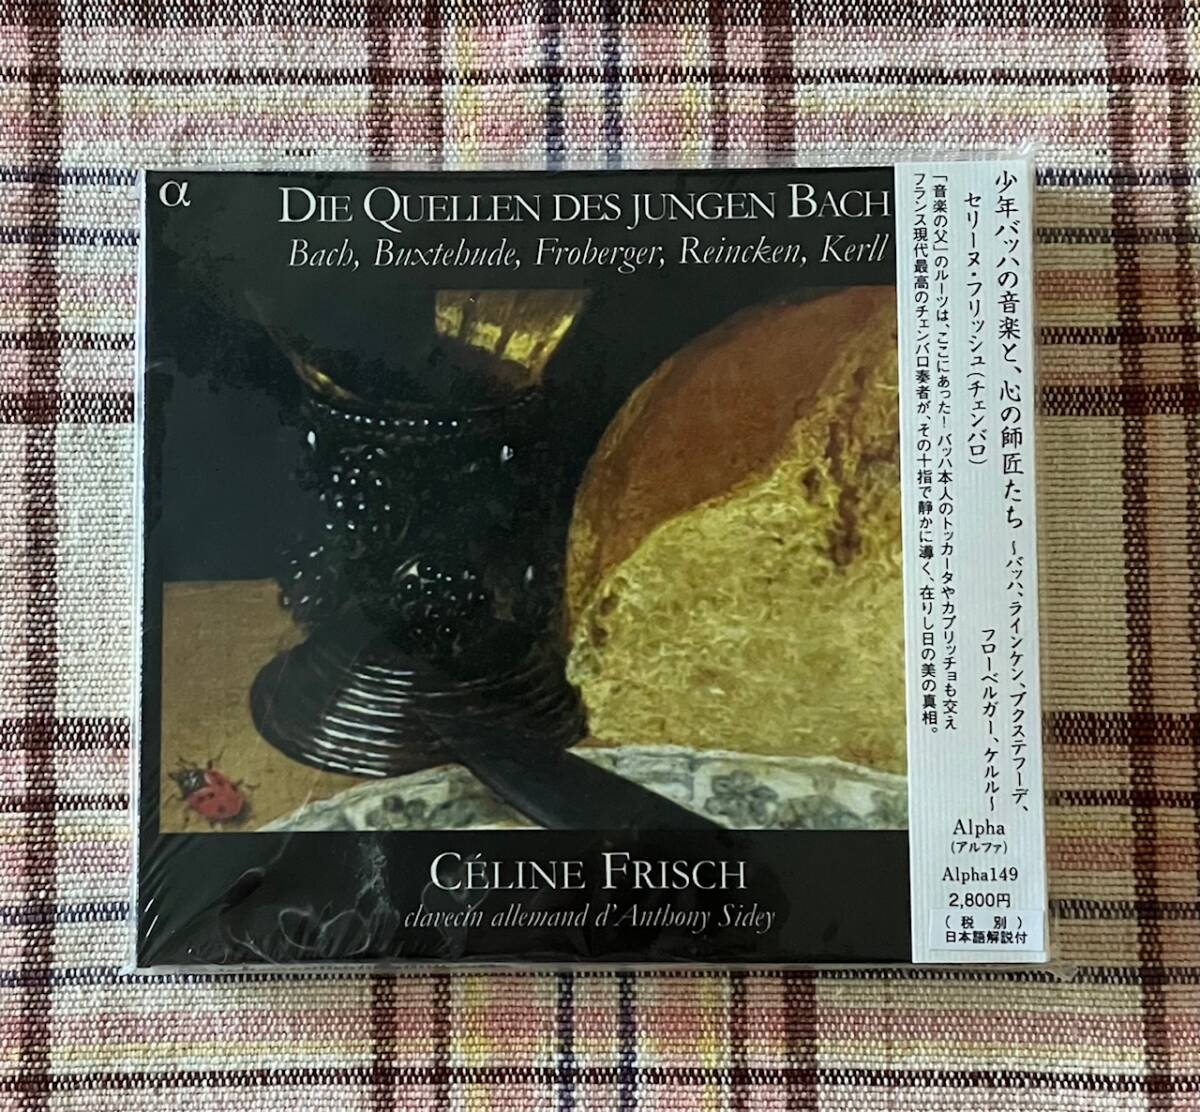 α
DIE QUELLEN DES JUNGEN BACH
Bach, Buxtehude, Froberger, Reincken, Kerll
CÉLINE FRISCH
clavecin allemand d'Anthony Sidey
少年バッハの音楽と、心の師匠たち 〜バッハ、ラインケン、ブクステフーデ、
フローベルガー、ケルル〜
セリーヌ・フリッシュ（チェンバロ）
「音楽の父」のルーツは、ここにあった！ バッハ本人のトッカータやカプリッチョも交え
フランス現代最高のチェンバロ奏者が、その十指で静かに導く、在りし日の美の真相。
Alpha
(アルファ)
Alpha149
2,800円
(税別)
日本語解説付